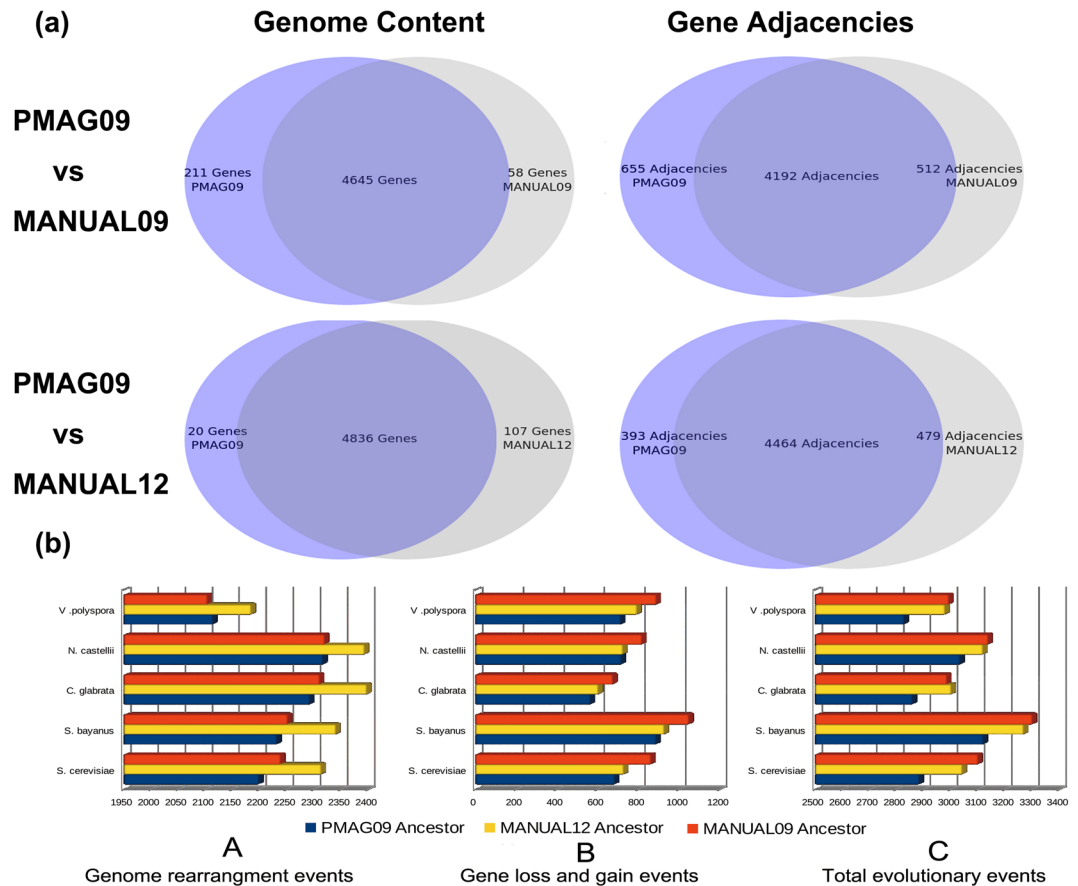 (a)
Genome Content
Gene Adjacencies
PMAG09
vs
MANUAL09
211 Genes
PMAG09
4645 Genes
58 Genes
MANUAL09
655 Adjacencies
PMAG09
4192 Adjacencies
512 Adjacencies
MANUAL09
PMAG09
vs
MANUAL12
20 Genes
PMAG09
4836 Genes
107 Genes
MANUAL12
393 Adjacencies
PMAG09
4464 Adjacencies
479 Adjacencies
MANUAL12
(b)
V .polyspora
N. castellii
C. glabrata
S. bayanus
S. cerevisiae
1950 2000 2050 2100 2150 2200 2250 2300 2350 2400
V .polyspora
N. castellii
C. glabrata
S. bayanus
S. cerevisiae
0 200 400 600 800 1000 1200
V .polyspora
N. castellii
C. glabrata
S. bayanus
S. cerevisiae
2500 2600 2700 2800 2900 3000 3100 3200 3300 3400
PMAG09 Ancestor MANUAL12 Ancestor MANUAL09 Ancestor
A
Genome rearrangment events
B
Gene loss and gain events
C
Total evolutionary events